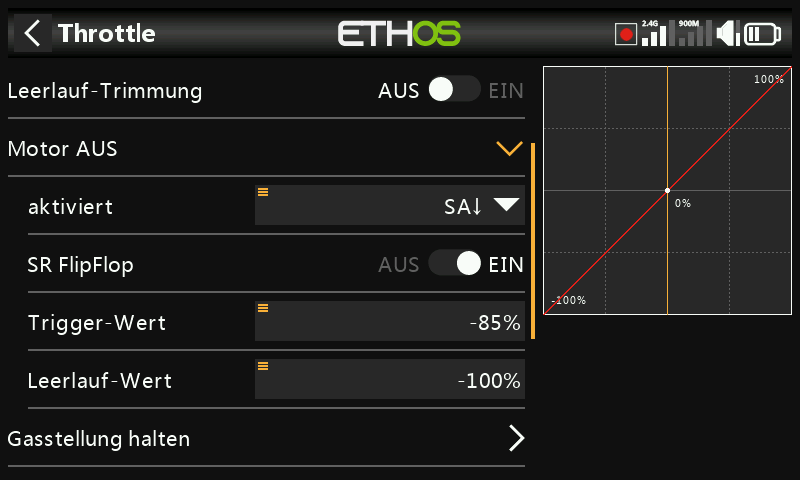 Throttle
ETHOS
2.4G
900M
Leerlauf-Trimmung AUS EIN
Motor AUS
aktiviert SA↓
SR FlipFlop AUS EIN
Trigger-Wert -85%
Leerlauf-Wert -100%
Gasstellung halten
100%
0%
-100%